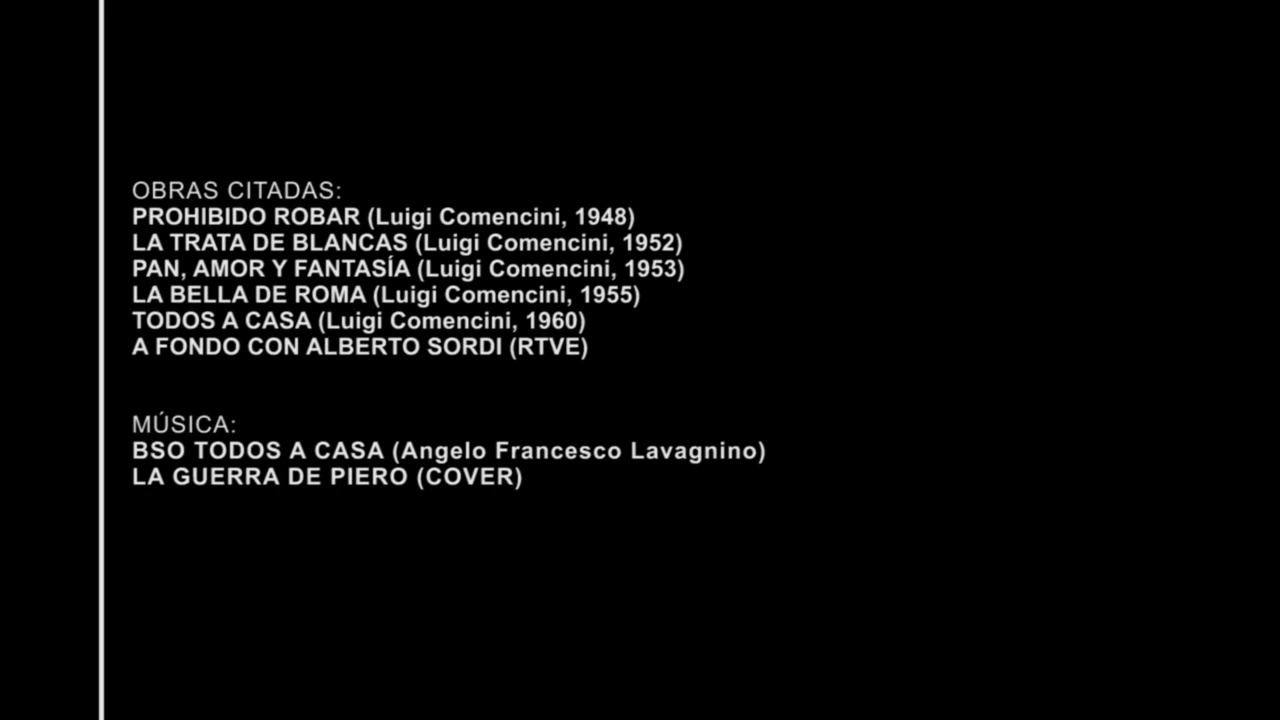 OBRAS CITADAS:
PROHIBIDO ROBAR (Luigi Comencini, 1948)
LA TRATA DE BLANCAS (Luigi Comencini, 1952)
PAN, AMOR Y FANTASÍA (Luigi Comencini, 1953)
LA BELLA DE ROMA (Luigi Comencini, 1955)
TODOS A CASA (Luigi Comencini, 1960)
A FONDO CON ALBERTO SORDI (RTVE)
MÚSICA:
BSO TODOS A CASA (Angelo Francesco Lavagnino)
LA GUERRA DE PIERO (COVER)